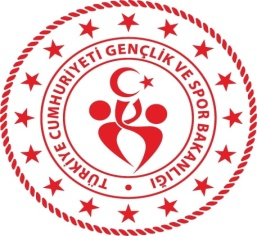 TÜRKİYE CUMHURİYETİ GENÇLİK VE SPOR BAKANLIĞI